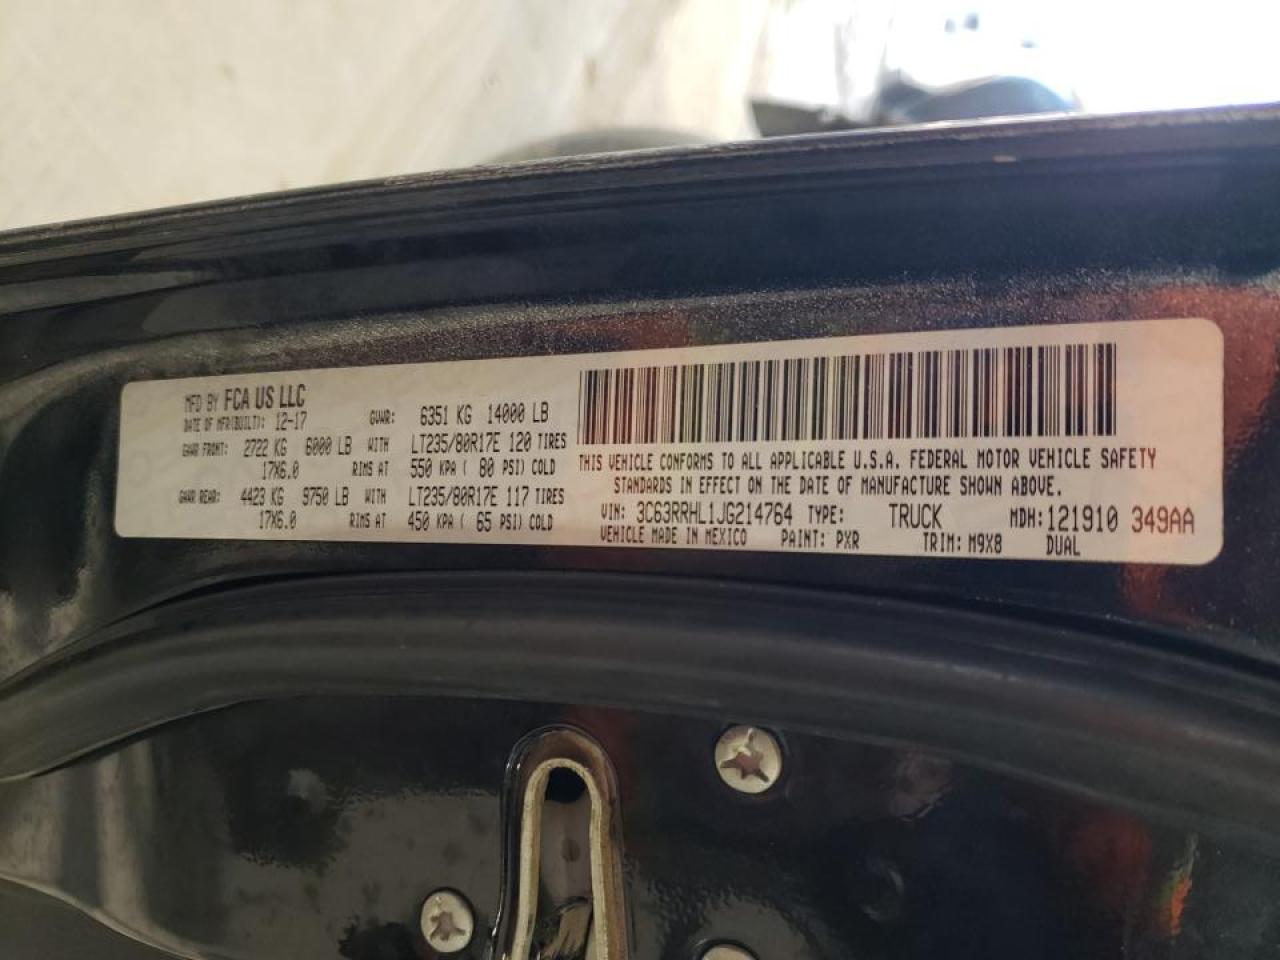 MFD BY FCA US LLC
DATE OF MFR(BUILT): 12-17 GVWR: 6351 KG 14000 LB
GAWR FRONT: 2722 KG 6000 LB WITH LT235/80R17E 120 TIRES
17X6.0 RIMS AT 550 KPA ( 80 PSI) COLD
GAWR REAR: 4423 KG 9750 LB WITH LT235/80R17E 117 TIRES
17X6.0 RIMS AT 450 KPA ( 65 PSI) COLD
THIS VEHICLE CONFORMS TO ALL APPLICABLE U.S.A. FEDERAL MOTOR VEHICLE SAFETY
STANDARDS IN EFFECT ON THE DATE OF MANUFACTURE SHOWN ABOVE.
VIN: 3C63RRHL1JG214764 TYPE: TRUCK MDH:121910 349AA
VEHICLE MADE IN MEXICO PAINT: PXR TRIM: M9X8 DUAL